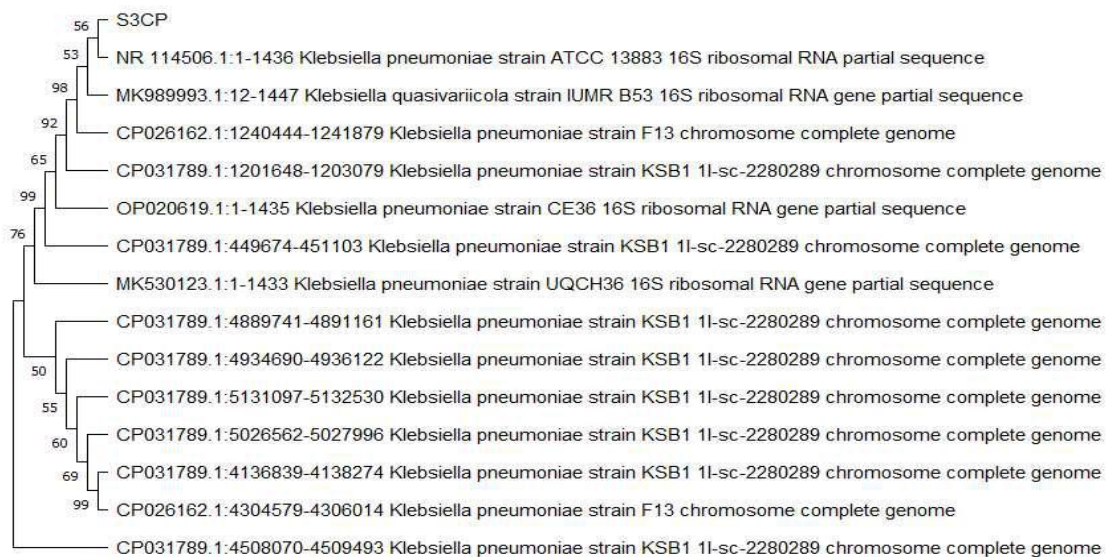 56
S3CP
53
NR 114506.1:1-1436 Klebsiella pneumoniae strain ATCC 13883 16S ribosomal RNA partial sequence
98
MK989993.1:12-1447 Klebsiella quasivariicola strain IUMR B53 16S ribosomal RNA gene partial sequence
92
CP026162.1:1240444-1241879 Klebsiella pneumoniae strain F13 chromosome complete genome
65
CP031789.1:1201648-1203079 Klebsiella pneumoniae strain KSB1 1I-sc-2280289 chromosome complete genome
99
OP020619.1:1-1435 Klebsiella pneumoniae strain CE36 16S ribosomal RNA gene partial sequence
76
CP031789.1:449674-451103 Klebsiella pneumoniae strain KSB1 1I-sc-2280289 chromosome complete genome
MK530123.1:1-1433 Klebsiella pneumoniae strain UQCH36 16S ribosomal RNA gene partial sequence
CP031789.1:4889741-4891161 Klebsiella pneumoniae strain KSB1 1I-sc-2280289 chromosome complete genome
50
CP031789.1:4934690-4936122 Klebsiella pneumoniae strain KSB1 1I-sc-2280289 chromosome complete genome
55
CP031789.1:5131097-5132530 Klebsiella pneumoniae strain KSB1 1I-sc-2280289 chromosome complete genome
60
CP031789.1:5026562-5027996 Klebsiella pneumoniae strain KSB1 1I-sc-2280289 chromosome complete genome
69
CP031789.1:4136839-4138274 Klebsiella pneumoniae strain KSB1 1I-sc-2280289 chromosome complete genome
99
CP026162.1:4304579-4306014 Klebsiella pneumoniae strain F13 chromosome complete genome
CP031789.1:4508070-4509493 Klebsiella pneumoniae strain KSB1 1I-sc-2280289 chromosome complete genome